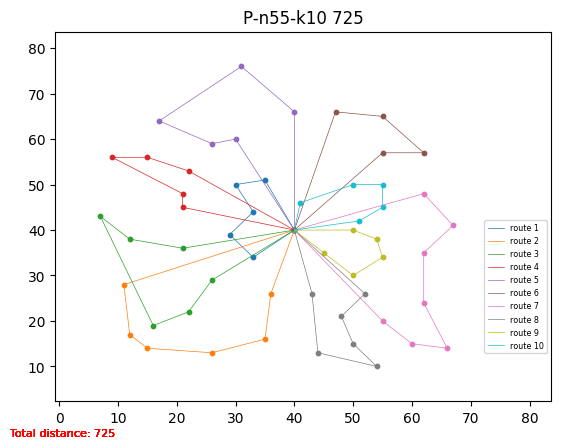 P-n55-k10 725
80
70
60
50
40
30
20
10
0 10 20 30 40 50 60 70 80
route 1
route 2
route 3
route 4
route 5
route 6
route 7
route 8
route 9
route 10
Total distance: 725